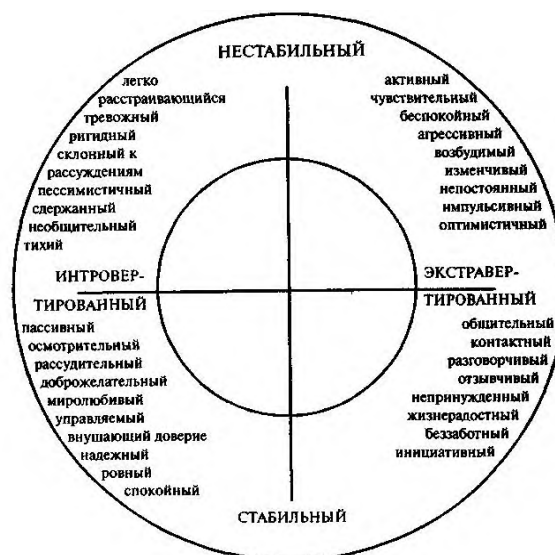 НЕСТАБИЛЬНЫЙ
легко
расстраивающийся
тревожный
ригидный
склонный к
рассуждениям
пессимистичный
сдержанный
необщительный
тихий
активный
чувствительный
беспокойный
агрессивный
возбудимый
изменчивый
непостоянный
импульсивный
оптимистичный
ИНТРОВЕР-
ТИРОВАННЫЙ
ЭКСТРАВЕР-
ТИРОВАННЫЙ
пассивный
осмотрительный
рассудительный
доброжелательный
миролюбивый
управляемый
внушающий доверие
надежный
ровный
спокойный
общительный
контактный
разговорчивый
отзывчивый
непринужденный
жизнерадостный
беззаботный
инициативный
СТАБИЛЬНЫЙ